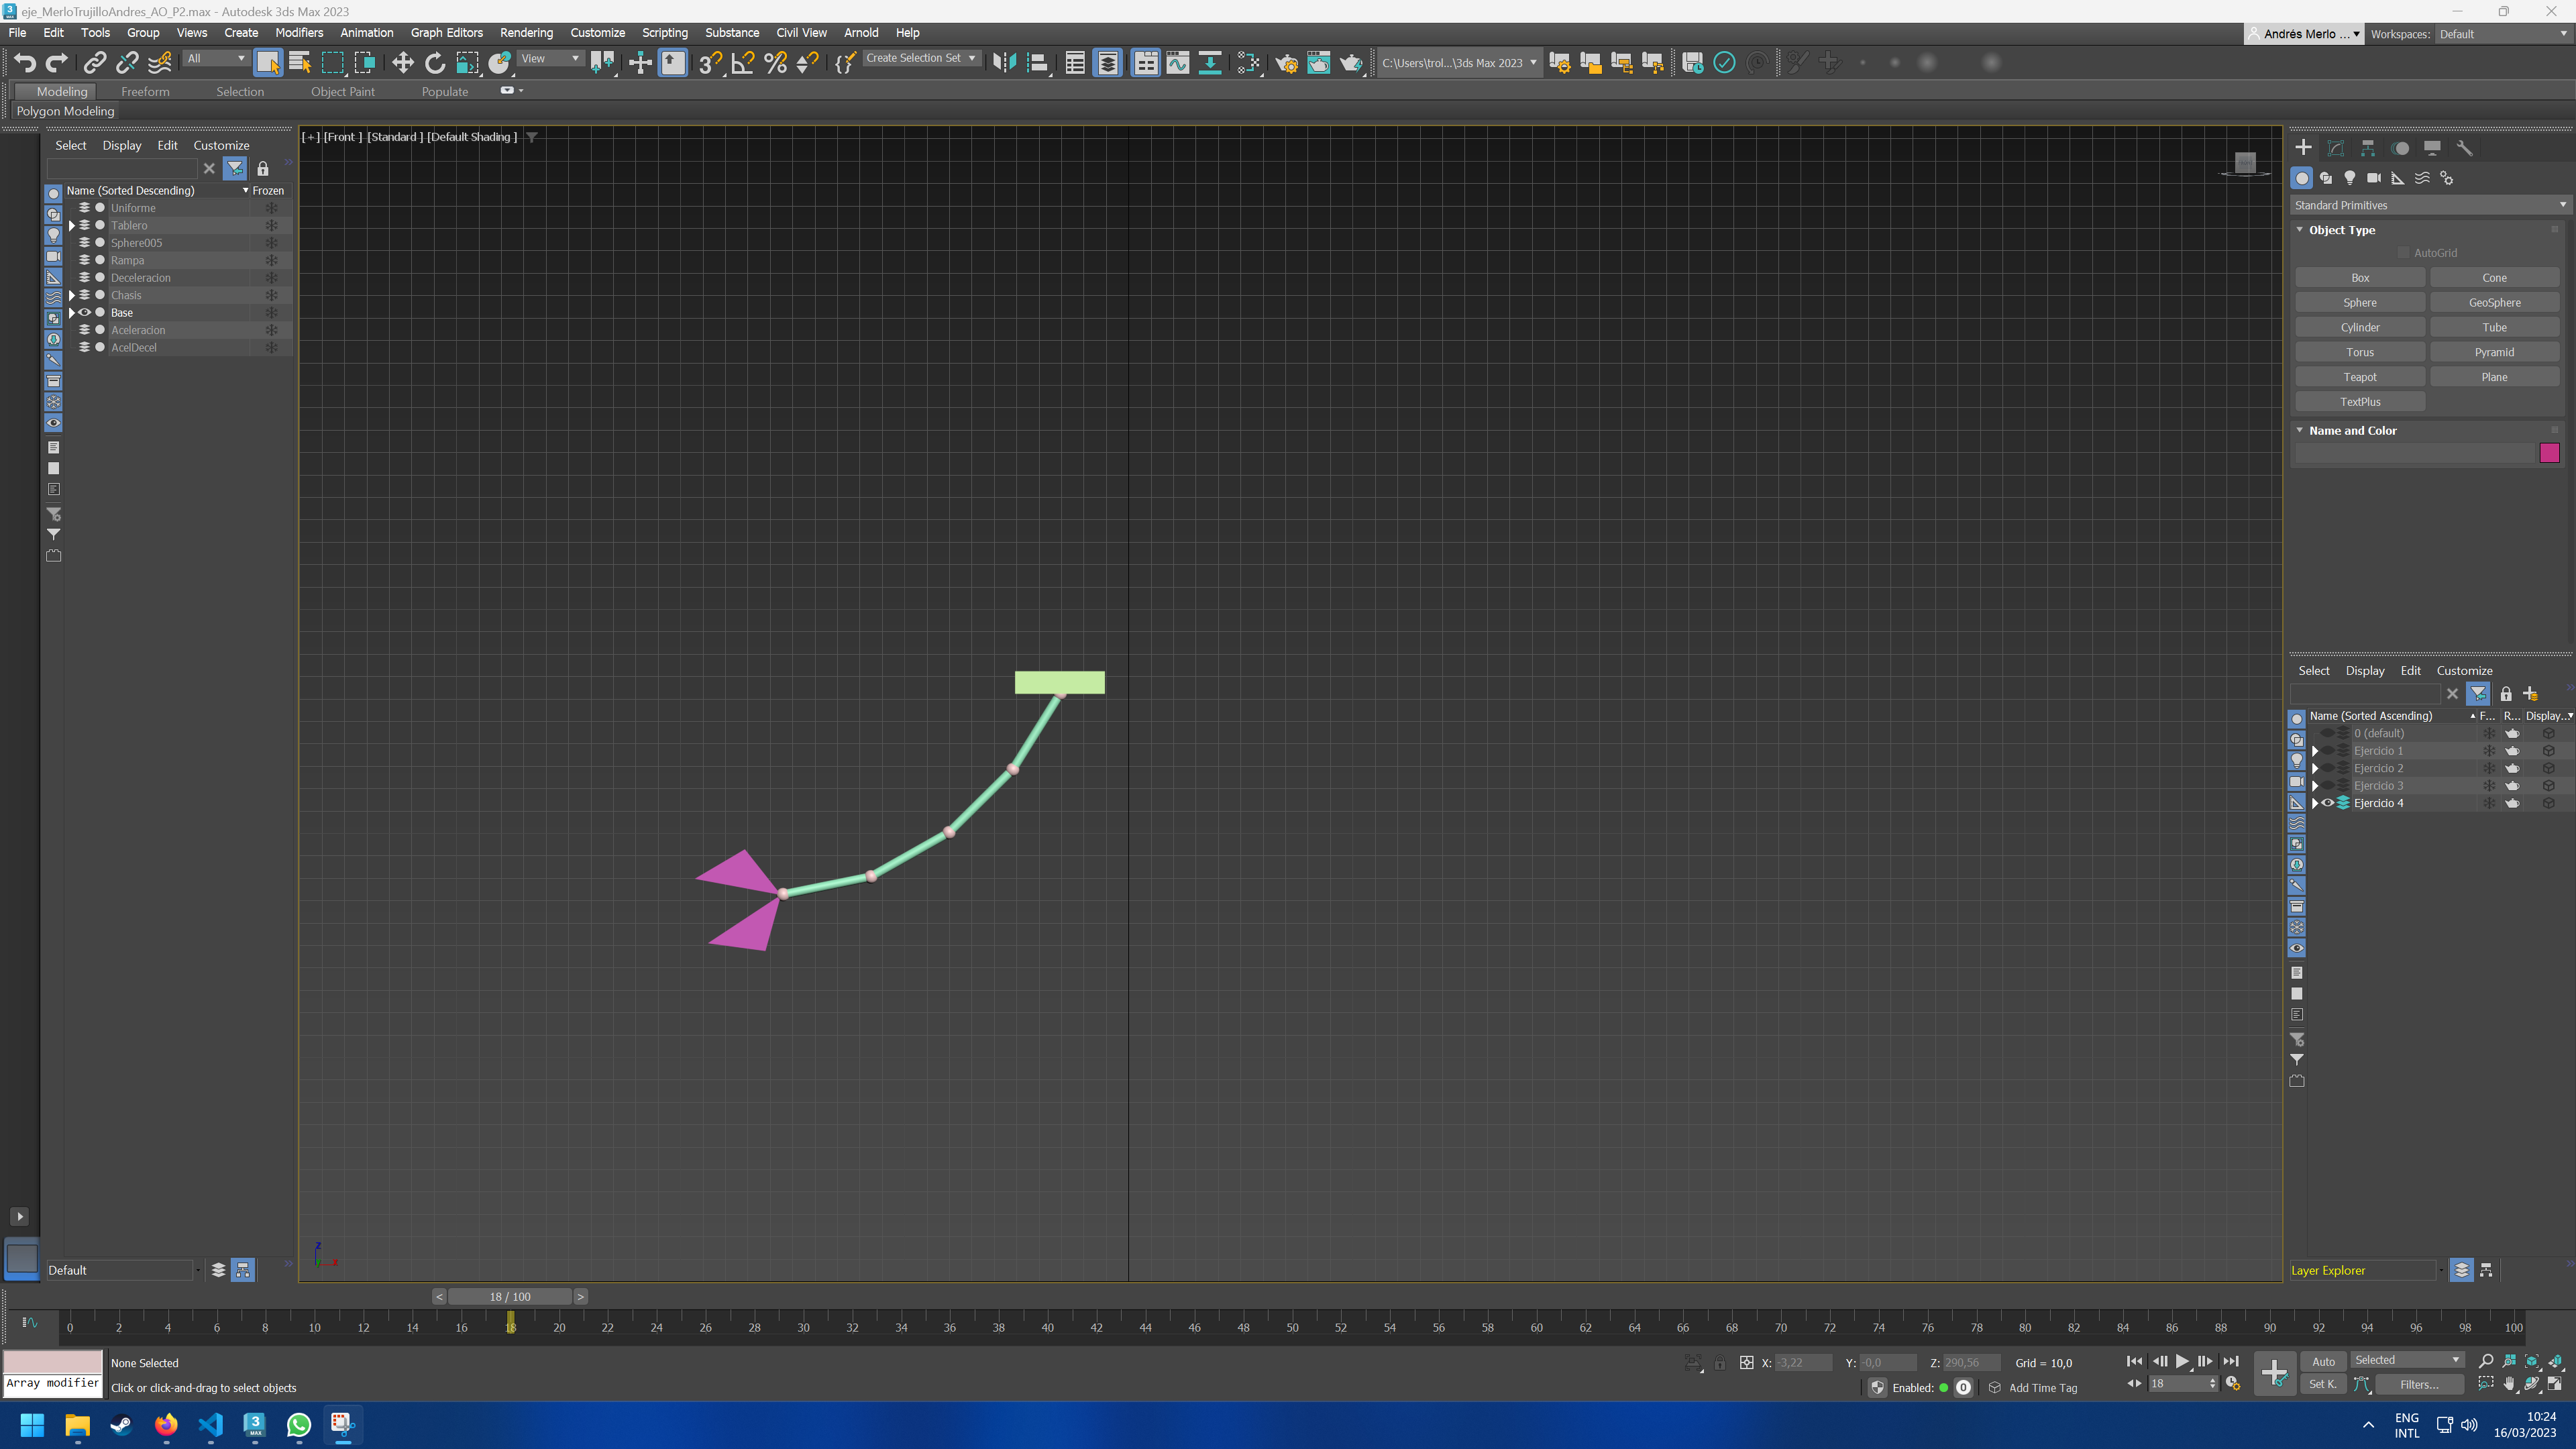 eje_MerloTrujilloAndres_AO_P2.max - Autodesk 3ds Max 2023
File Edit Tools Group Views Create Modifiers Animation Graph Editors Rendering Customize Scripting Substance Civil View Arnold Help
Andrés Merlo ... Workspaces: Default
All View Create Selection Set C:\Users\trol...\3ds Max 2023
Modeling Freeform Selection Object Paint Populate
Polygon Modeling
Select Display Edit Customize
Name (Sorted Descending) Frozen
Uniforme
Tablero
Sphere005
Rampa
Deceleracion
Chasis
Base
Aceleracion
AcelDecel
Default
[+] [Front ] [Standard ] [Default Shading ]
z
x
Standard Primitives
Object Type
AutoGrid
Box Cone
Sphere GeoSphere
Cylinder Tube
Torus Pyramid
Teapot Plane
TextPlus
Name and Color
Select Display Edit Customize
Name (Sorted Ascending) F... R... Display...
0 (default)
Ejercicio 1
Ejercicio 2
Ejercicio 3
Ejercicio 4
Layer Explorer
< 18 / 100 >
0 2 4 6 8 10 12 14 16 18 20 22 24 26 28 30 32 34 36 38 40 42 44 46 48 50 52 54 56 58 60 62 64 66 68 70 72 74 76 78 80 82 84 86 88 90 92 94 96 98 100
None Selected X: -3,22 Y: -0,0 Z: 290,56 Grid = 10,0 Auto Selected
Array modifier Click or click-and-drag to select objects Enabled: 0 Add Time Tag 18 Set K. Filters...
ENG
INTL
10:24
16/03/2023